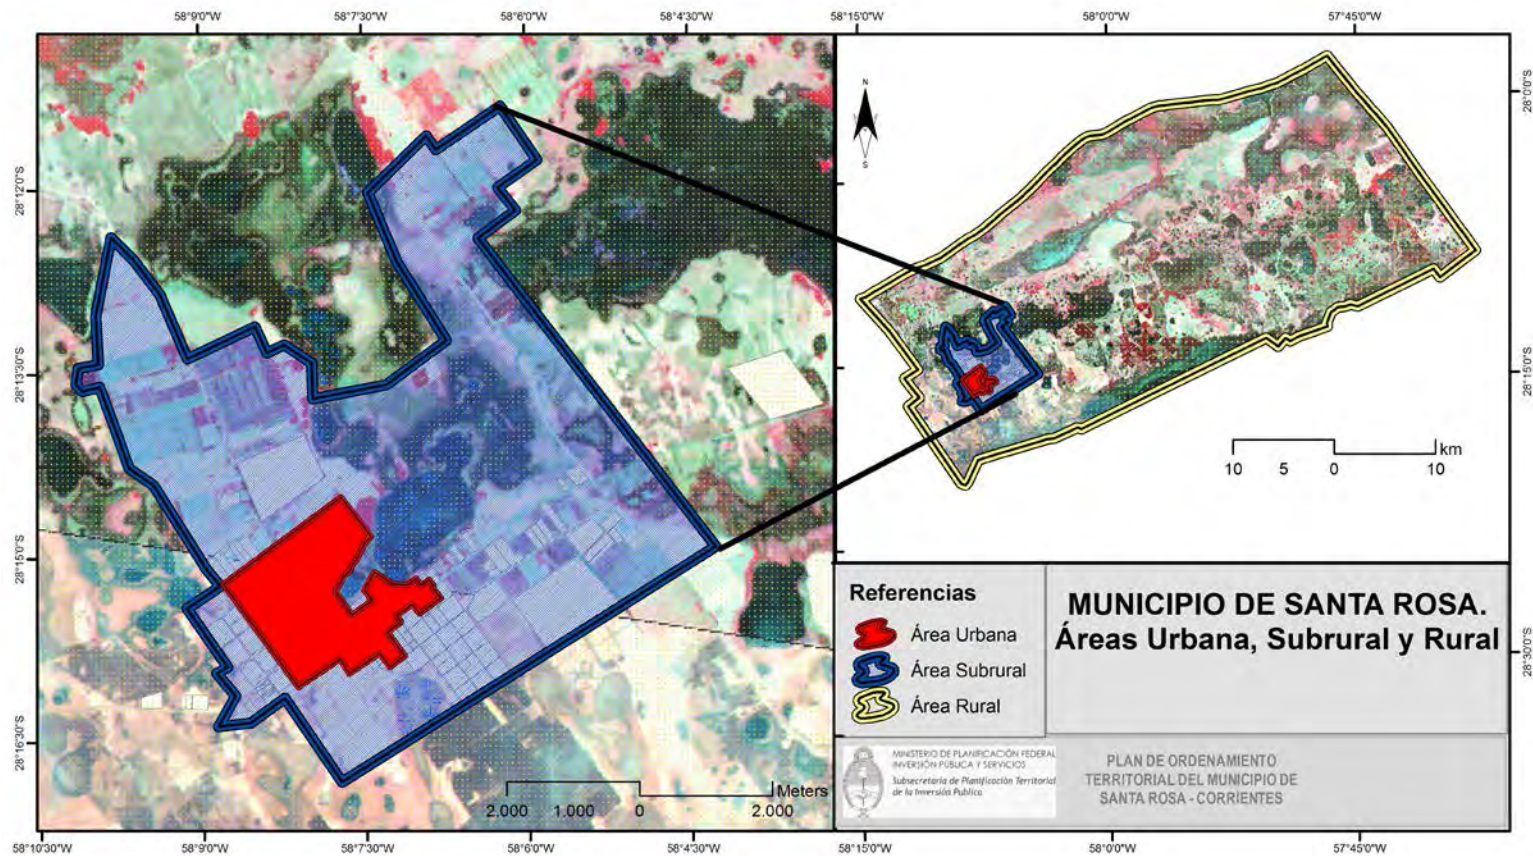 58°9'0"W
58°7'30"W
58°6'0"W
58°4'30"W
58°15'0"W
58°0'0"W
57°45'0"W
28°12'0"S
28°13'30"S
28°15'0"S
28°16'30"S
28°0'0"S
28°15'0"S
28°30'0"S
N
S
km
10 5 0 10
Meters
2.000 1.000 0 2.000
Referencias
Área Urbana
Área Subrural
Área Rural
MUNICIPIO DE SANTA ROSA.
Áreas Urbana, Subrural y Rural
MINISTERIO DE PLANIFICACIÓN FEDERAL
INVERSIÓN PÚBLICA Y SERVICIOS
Subsecretaría de Planificación Territorial
de la Inversión Pública
PLAN DE ORDENAMIENTO
TERRITORIAL DEL MUNICIPIO DE
SANTA ROSA - CORRIENTES
58°10'30"W
58°9'0"W
58°7'30"W
58°6'0"W
58°4'30"W
58°15'0"W
58°0'0"W
57°45'0"W